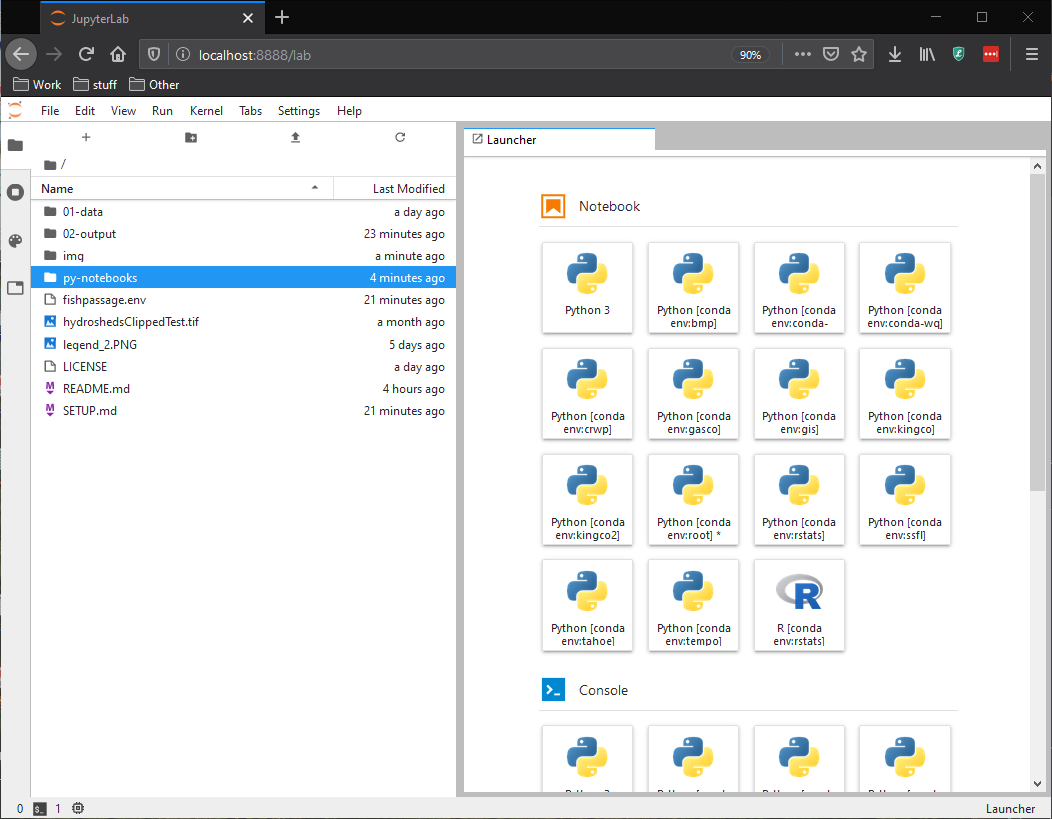 JupyterLab
localhost:8888/lab
90%
Work stuff Other
File Edit View Run Kernel Tabs Settings Help
Launcher
/
Name Last Modified
01-data a day ago
02-output 23 minutes ago
img a minute ago
py-notebooks 4 minutes ago
fishpassage.env 21 minutes ago
hydroshedsClippedTest.tif a month ago
legend_2.PNG 5 days ago
LICENSE a day ago
README.md 4 hours ago
SETUP.md 21 minutes ago
Notebook
Python 3
Python [conda
env:bmp]
Python [conda
env:conda-
Python [conda
env:conda-wq]
Python [conda
env:crwp]
Python [conda
env:gasco]
Python [conda
env:gis]
Python [conda
env:kingco]
Python [conda
env:kingco2]
Python [conda
env:root] *
Python [conda
env:rstats]
Python [conda
env:ssfl]
Python [conda
env:tahoe]
Python [conda
env:tempo]
R [conda
env:rstats]
Console
0 $_ 1 Launcher